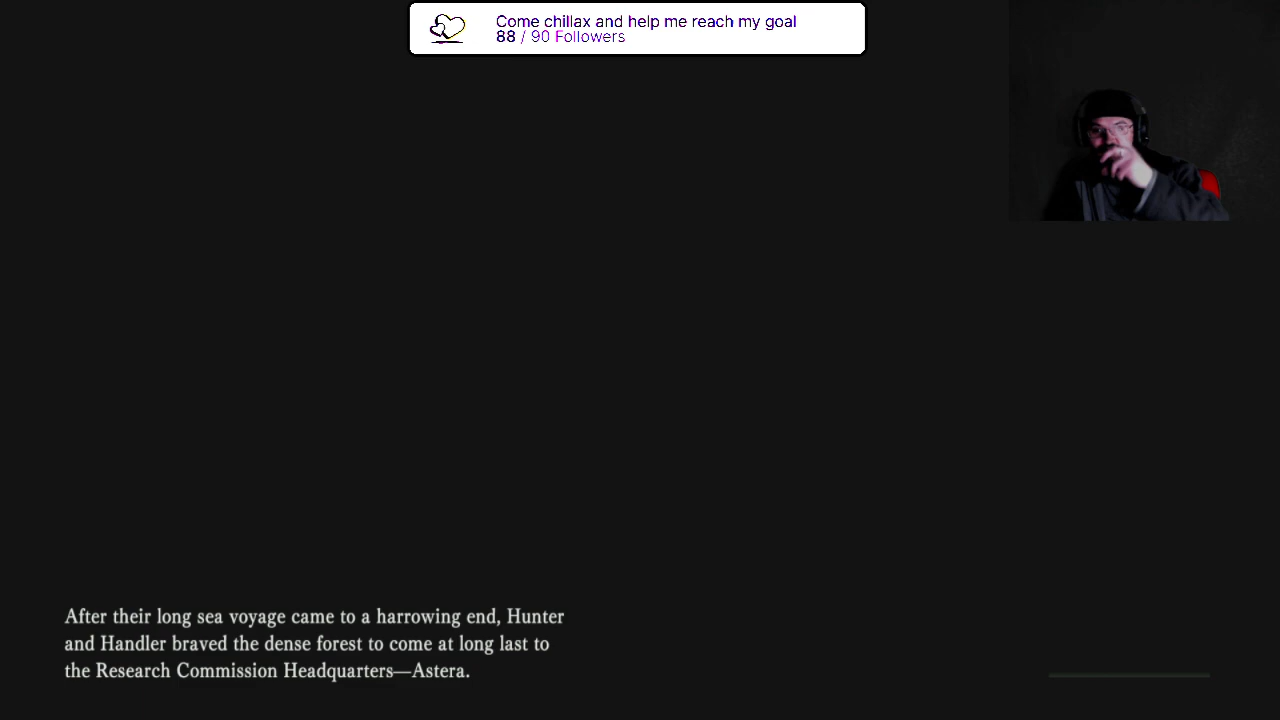 Come chillax and help me reach my goal
88 / 90 Followers
After their long sea voyage came to a harrowing end, Hunter
and Handler braved the dense forest to come at long last to
the Research Commission Headquarters—Astera.